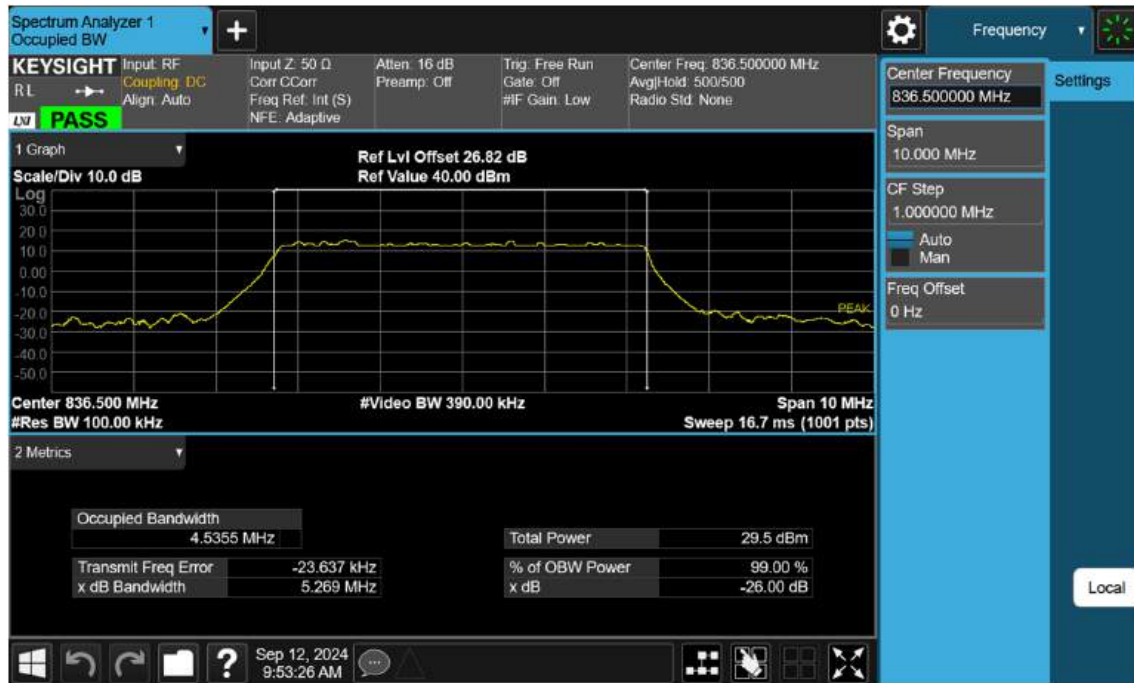 Spectrum Analyzer 1
Occupied BW
Frequency
KEYSIGHT
Input: RF
Coupling: DC
Align: Auto
Input Z: 50 Ω
Corr CCorr
Freq Ref: Int (S)
NFE: Adaptive
Atten: 16 dB
Preamp: Off
Trig: Free Run
Gate: Off
#IF Gain: Low
Center Freq: 836.500000 MHz
Avg|Hold: 500/500
Radio Std: None
R L
LXI
PASS
Center Frequency
836.500000 MHz
Settings
Span
10.000 MHz
CF Step
1.000000 MHz
Auto
Man
Freq Offset
0 Hz
1 Graph
Scale/Div 10.0 dB
Ref Lvl Offset 26.82 dB
Ref Value 40.00 dBm
Log
30.0
20.0
10.0
0.00
-10.0
-20.0
-30.0
-40.0
-50.0
PEAK
Center 836.500 MHz
#Video BW 390.00 kHz
Span 10 MHz
#Res BW 100.00 kHz
Sweep 16.7 ms (1001 pts)
2 Metrics
Occupied Bandwidth
4.5355 MHz
Total Power 29.5 dBm
Transmit Freq Error -23.637 kHz
% of OBW Power 99.00 %
x dB Bandwidth 5.269 MHz
x dB -26.00 dB
Local
?
Sep 12, 2024
9:53:26 AM